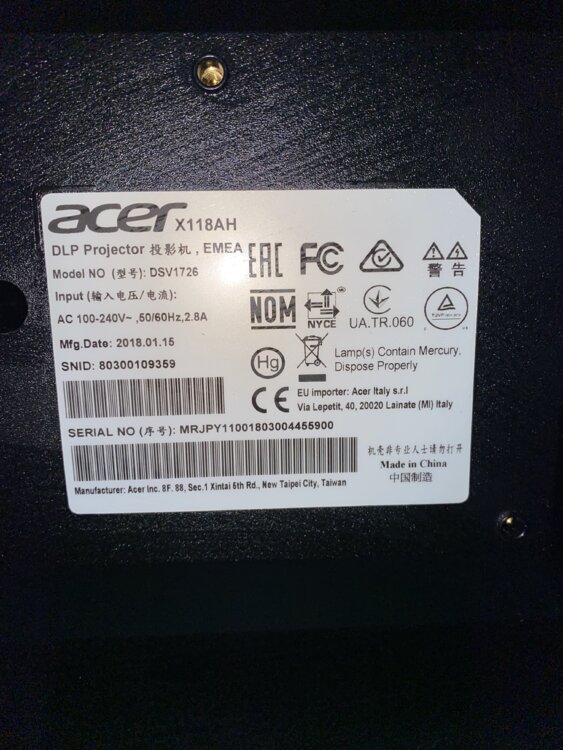 acer X118AH
DLP Projector 投影机 , EMEA
Model NO (型号): DSV1726
Input (输入电压/电流):
AC 100-240V~ ,50/60Hz,2.8A
Mfg.Date: 2018.01.15
SNID: 80300109359
EAC FC
警告
NOM
NYCE
UA.TR.060
Hg
Lamp(s) Contain Mercury,
Dispose Properly
CE
EU importer: Acer Italy s.r.l
Via Lepetit, 40, 20020 Lainate (MI) Italy
SERIAL NO (序号): MRJPY11001803004455900
机壳非专业人士请勿打开
Made in China
中国制造
Manufacturer: Acer Inc. 8F. 88, Sec.1 Xintai 5th Rd., New Taipei City, Taiwan